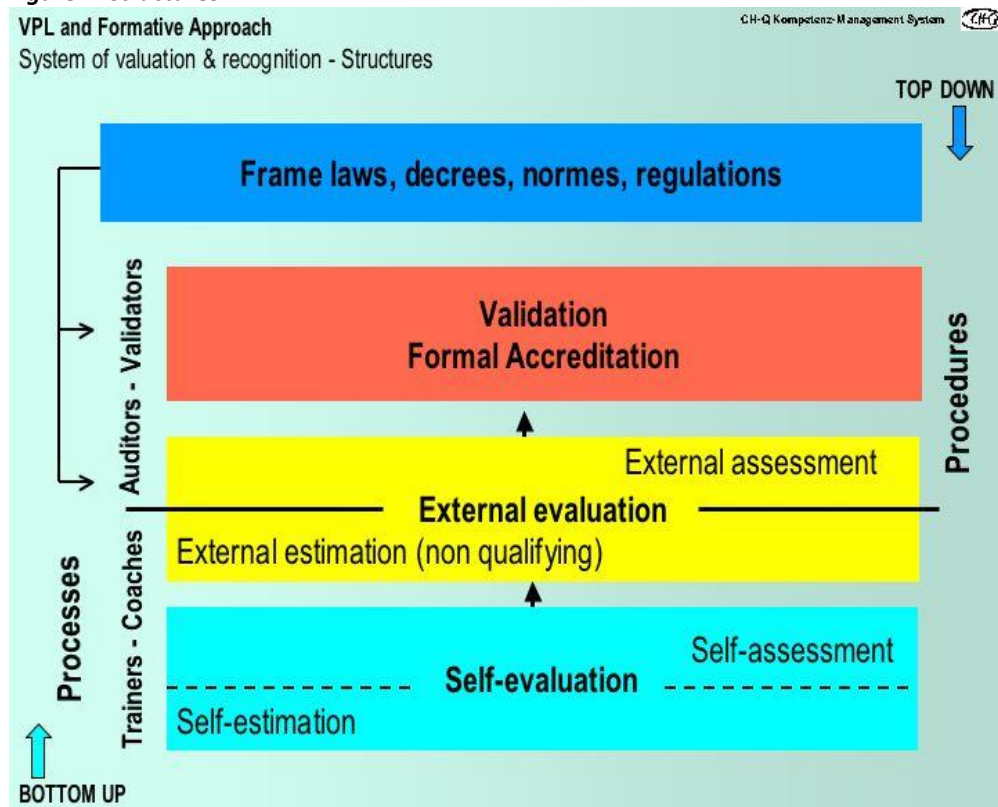 VPL and Formative Approach
CH-Q Kompetenz-Management System
System of valuation & recognition - Structures
TOP DOWN
Frame laws, decrees, normes, regulations
Auditors - Validators
Validation
Formal Accreditation
Procedures
External assessment
External evaluation
External estimation (non qualifying)
Processes
Trainers - Coaches
Self-assessment
Self-evaluation
Self-estimation
BOTTOM UP